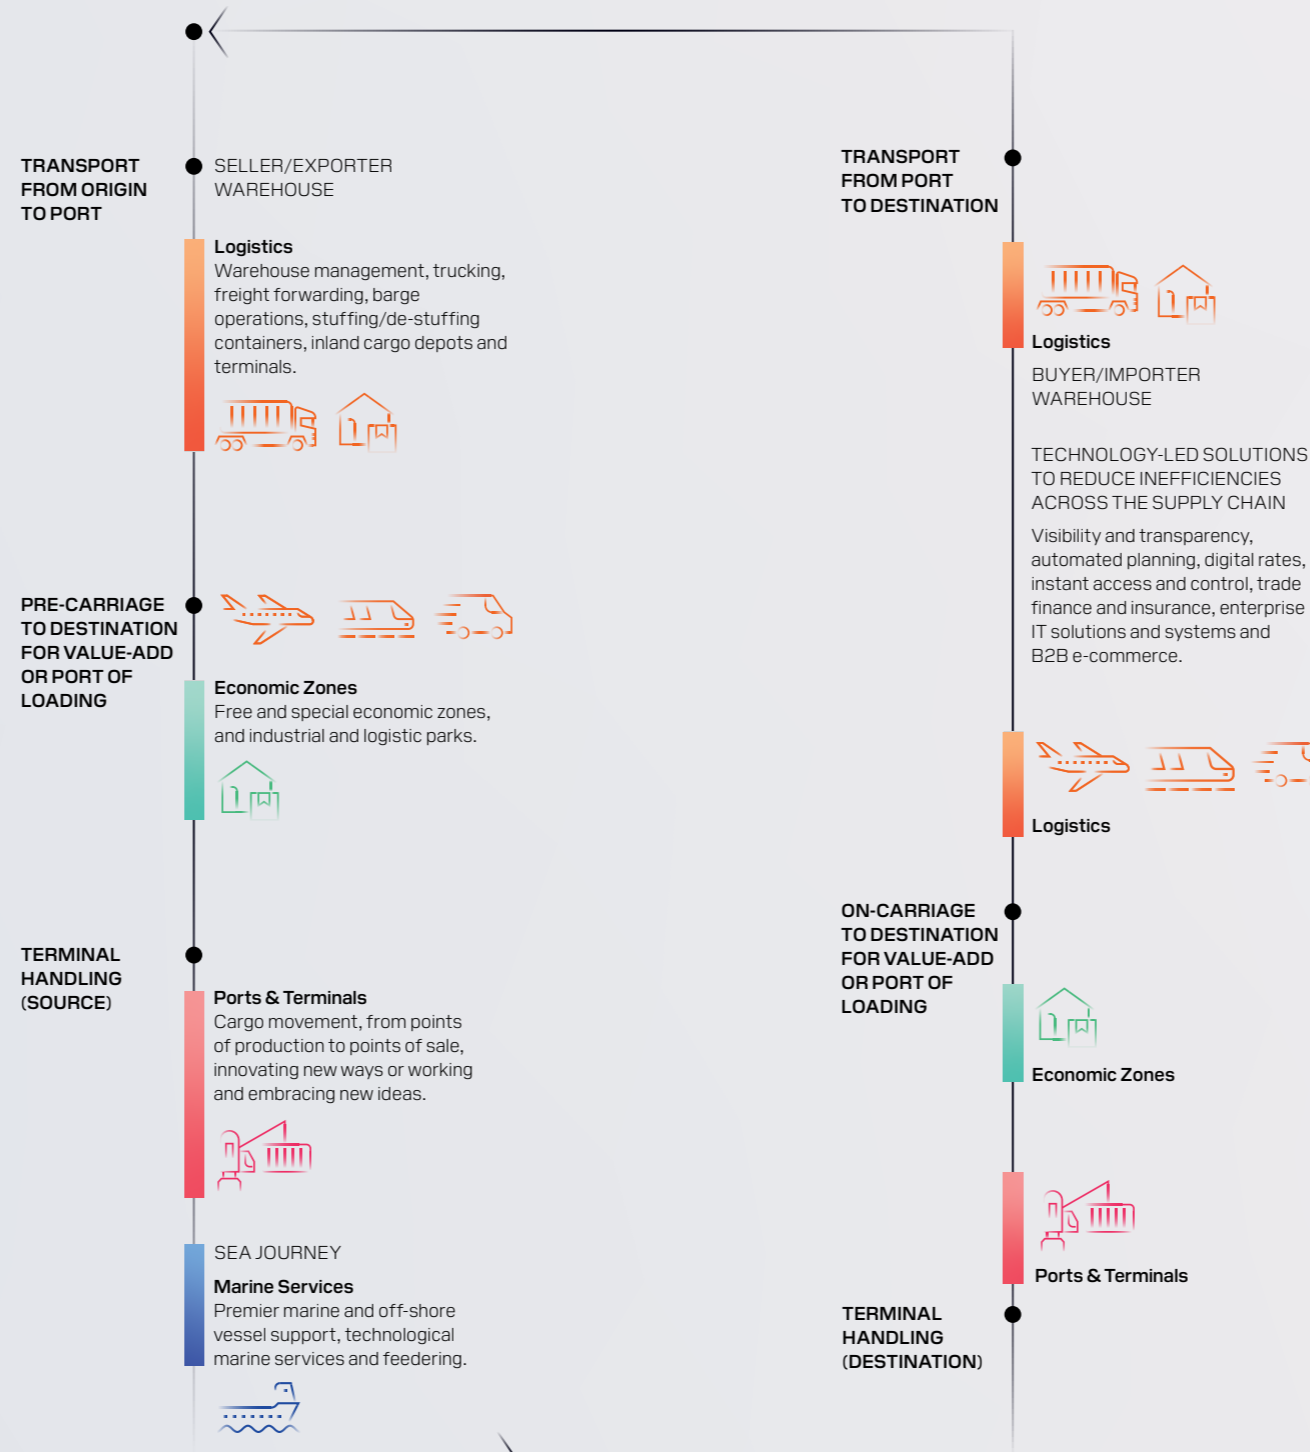 TRANSPORT
FROM ORIGIN
TO PORT
SELLER/EXPORTER
WAREHOUSE
Logistics
Warehouse management, trucking,
freight forwarding, barge
operations, stuffing/de-stuffing
containers, inland cargo depots and
terminals.
PRE-CARRIAGE
TO DESTINATION
FOR VALUE-ADD
OR PORT OF
LOADING
Economic Zones
Free and special economic zones,
and industrial and logistic parks.
TERMINAL
HANDLING
(SOURCE)
Ports & Terminals
Cargo movement, from points
of production to points of sale,
innovating new ways or working
and embracing new ideas.
SEA JOURNEY
Marine Services
Premier marine and off-shore
vessel support, technological
marine services and feedering.
TRANSPORT
FROM PORT
TO DESTINATION
Logistics
BUYER/IMPORTER
WAREHOUSE
TECHNOLOGY-LED SOLUTIONS
TO REDUCE INEFFICIENCIES
ACROSS THE SUPPLY CHAIN
Visibility and transparency,
automated planning, digital rates,
instant access and control, trade
finance and insurance, enterprise
IT solutions and systems and
B2B e-commerce.
Logistics
ON-CARRIAGE
TO DESTINATION
FOR VALUE-ADD
OR PORT OF
LOADING
Economic Zones
Ports & Terminals
TERMINAL
HANDLING
(DESTINATION)